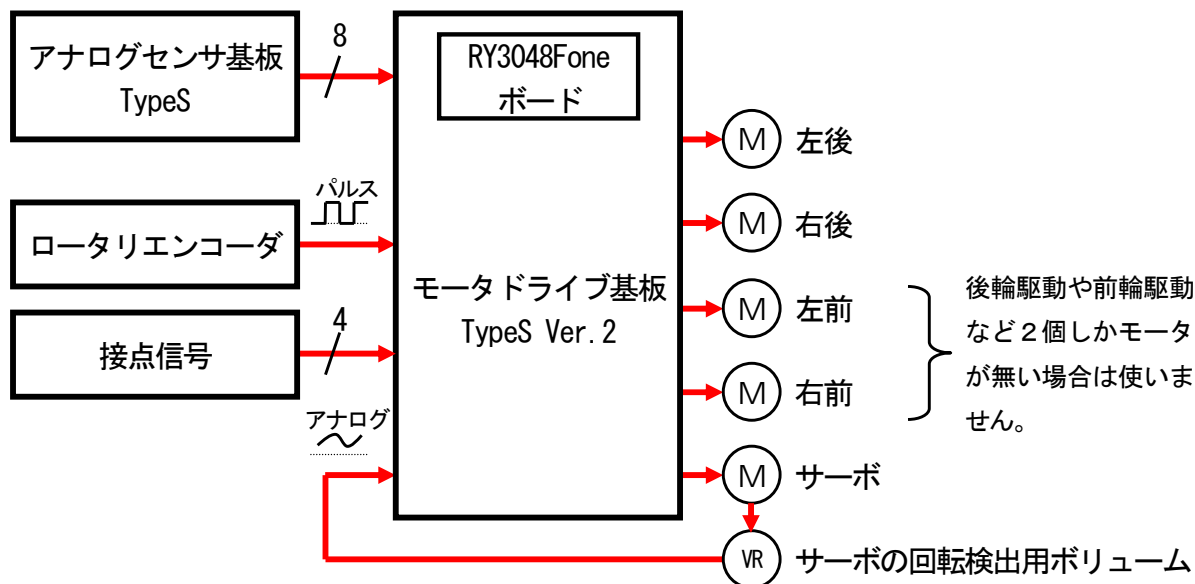 アナログセンサ基板
TypeS
8
ロータリエンコーダ
パルス
接点信号
4
アナログ
RY3048Fone
ボード
モータドライブ基板
TypeS Ver.2
M 左後
M 右後
M 左前
M 右前
後輪駆動や前輪駆動
など２個しかモータ
が無い場合は使いま
せん。
M サーボ
VR サーボの回転検出用ボリューム